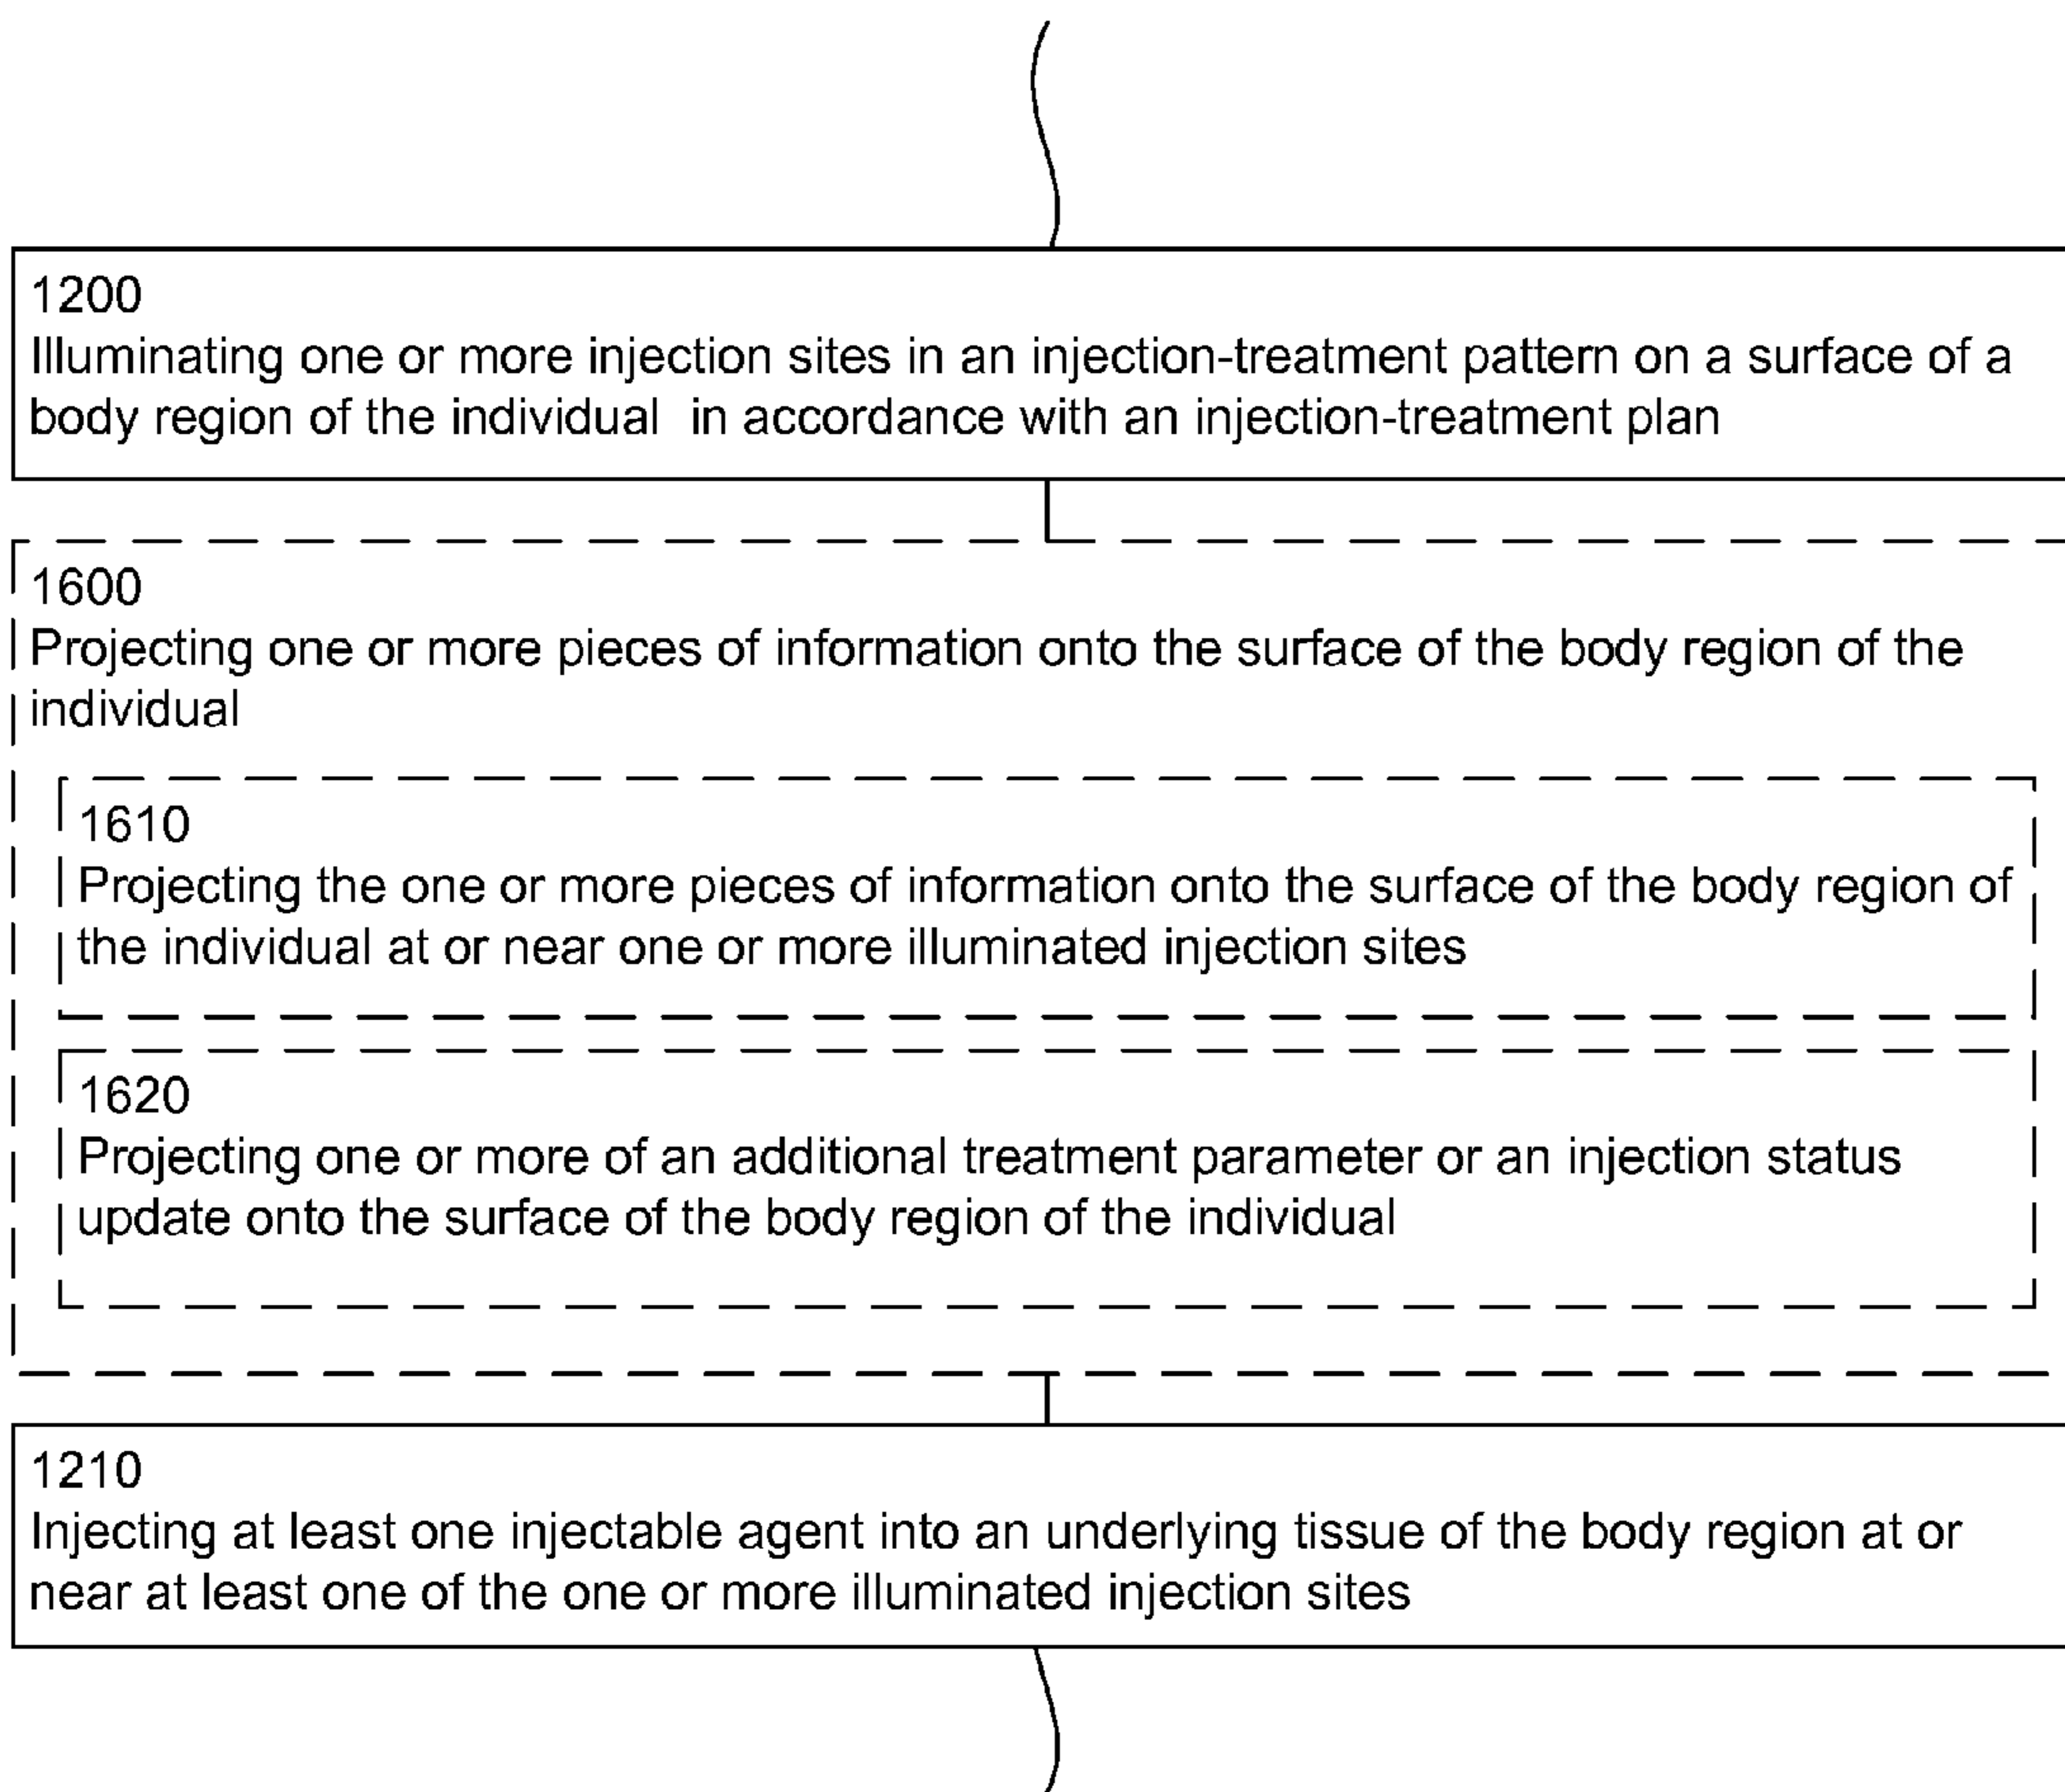 1200
Illuminating one or more injection sites in an injection-treatment pattern on a surface of a
body region of the individual  in accordance with an injection-treatment plan
1600
Projecting one or more pieces of information onto the surface of the body region of the
individual
1610
Projecting the one or more pieces of information onto the surface of the body region of
the individual at or near one or more illuminated injection sites
1620
Projecting one or more of an additional treatment parameter or an injection status
update onto the surface of the body region of the individual
1210
Injecting at least one injectable agent into an underlying tissue of the body region at or
near at least one of the one or more illuminated injection sites